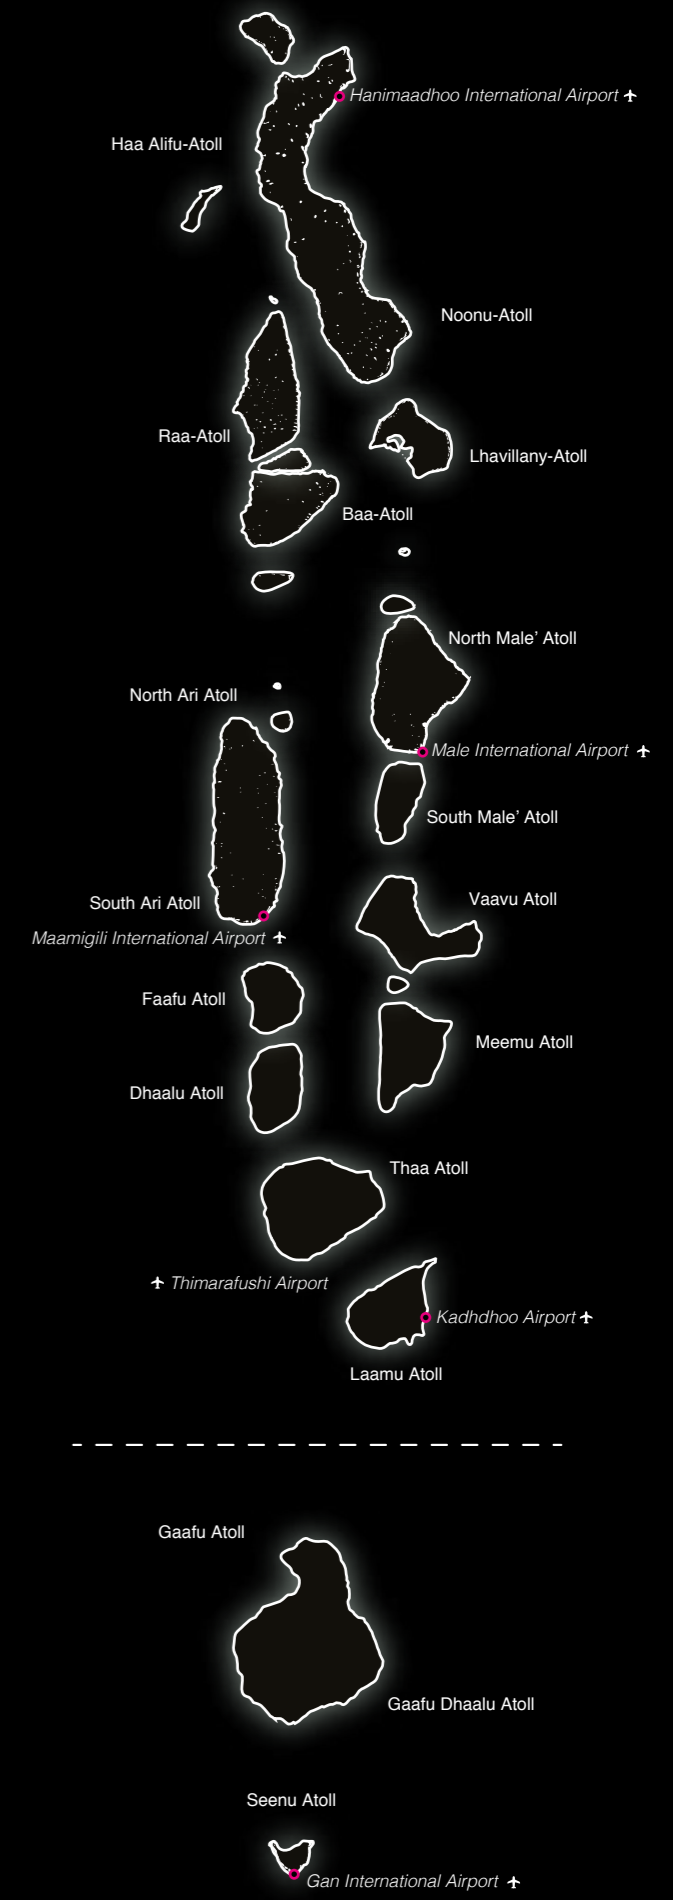 Hanimaadhoo International Airport
Haa Alifu-Atoll
Noonu-Atoll
Raa-Atoll
Lhavillany-Atoll
Baa-Atoll
North Male’ Atoll
North Ari Atoll
Male International Airport
South Male’ Atoll
Vaavu Atoll
South Ari Atoll
Maamigili International Airport
Faafu Atoll
Meemu Atoll
Dhaalu Atoll
Thaa Atoll
Thimarafushi Airport
Kadhdhoo Airport
Laamu Atoll
Gaafu Atoll
Gaafu Dhaalu Atoll
Seenu Atoll
Gan International Airport